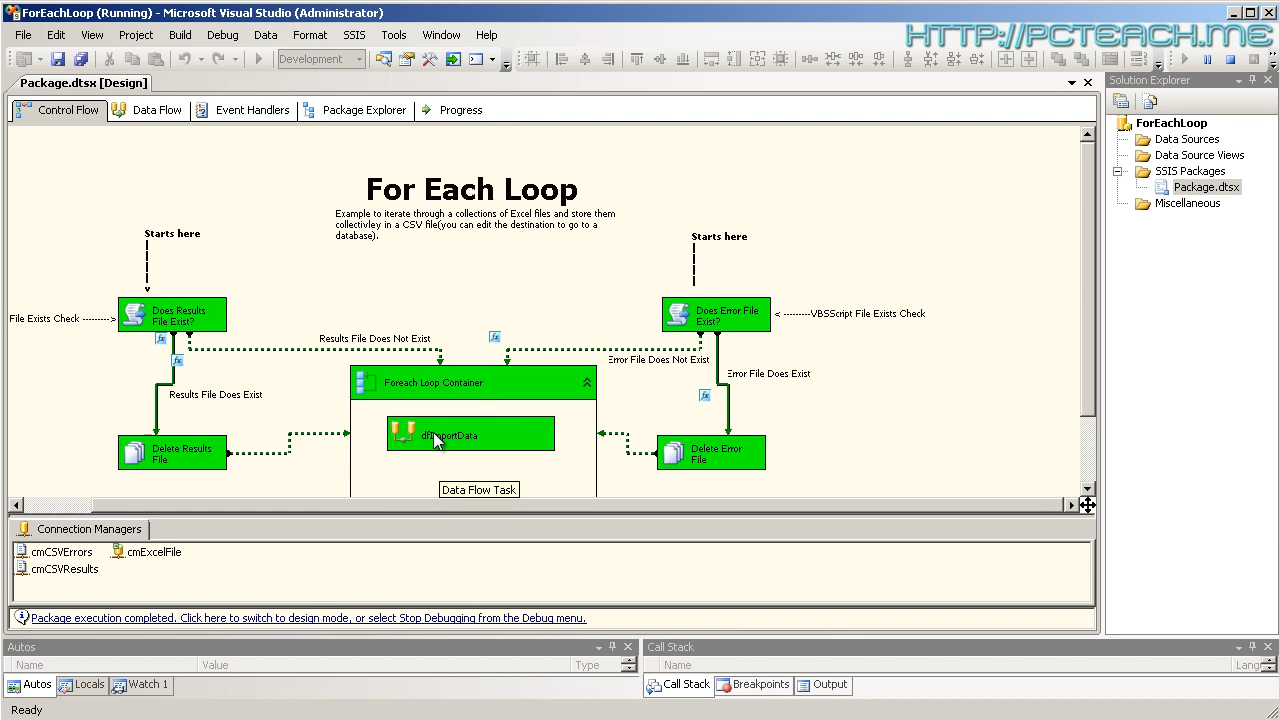 ForEachLoop (Running) - Microsoft Visual Studio (Administrator)
HTTP://PCTEACH.ME
File Edit View Project Build Debug Data Format SSIS Tools Window Help
Development
Package.dtsx [Design]
Solution Explorer
Control Flow Data Flow Event Handlers Package Explorer Progress
ForEachLoop
Data Sources
Data Source Views
SSIS Packages
Package.dtsx
Miscellaneous
For Each Loop
Example to iterate through a collections of Excel files and store them
collectivley in a CSV file(you can edit the destination to go to a
database).
Starts here
Starts here
Does Results
File Exist?
Does Error File
Exist?
File Exists Check -------->
< ---------VBSScript File Exists Check
Results File Does Not Exist
Error File Does Not Exist
Error File Does Exist
Results File Does Exist
Foreach Loop Container
dfImportData
Delete Results
File
Delete Error
File
Data Flow Task
Connection Managers
cmCSVErrors cmExcelFile
cmCSVResults
Package execution completed. Click here to switch to design mode, or select Stop Debugging from the Debug menu.
Autos
Call Stack
Name Value Type
Name
Autos Locals Watch 1
Call Stack Breakpoints Output
Ready